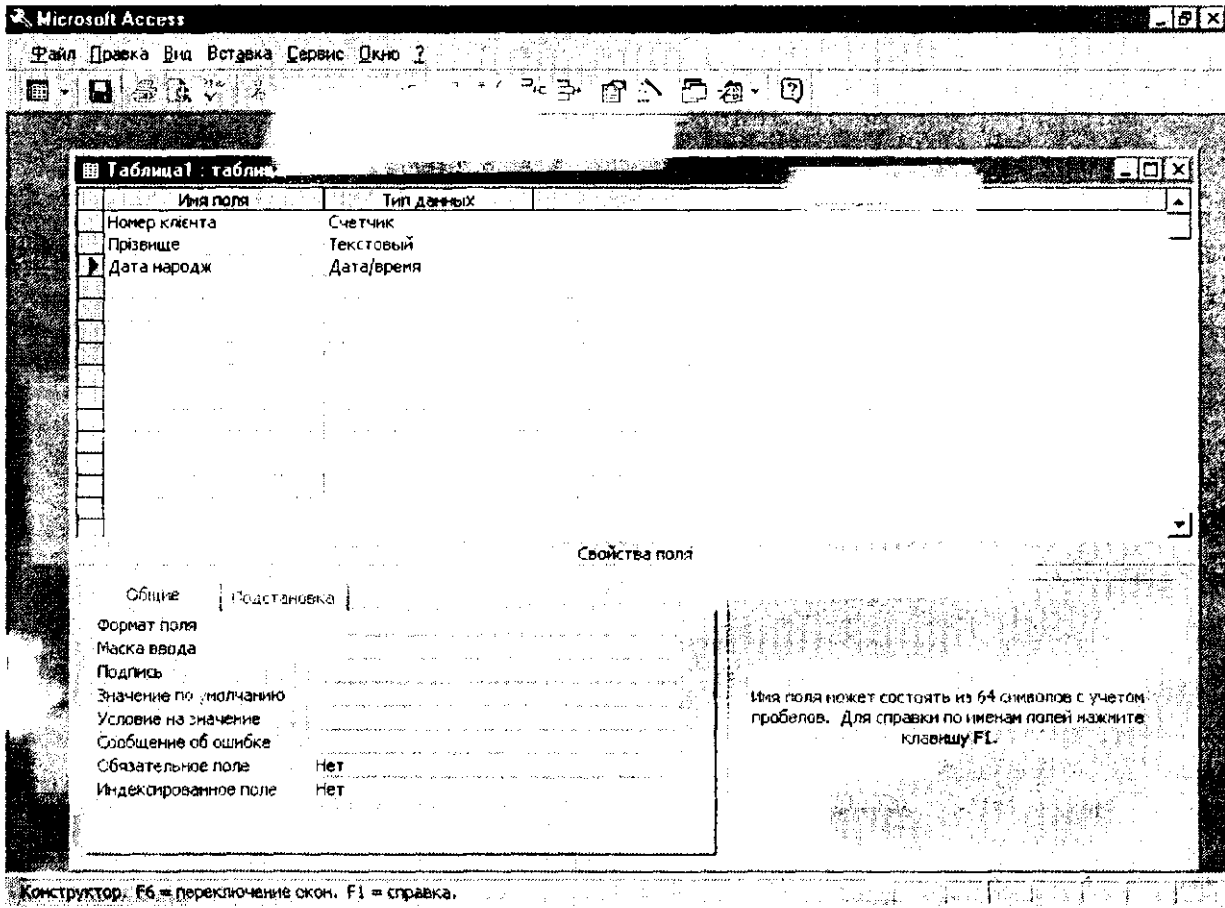 Microsoft Access
Файл Правка Вид Вставка Сервис Окно ?
Таблица1 : таблиц
Имя поля Тип данных
Номер клієнта Счетчик
Прізвище Текстовый
Дата народж Дата/время
Свойства поля
Общие Подстановка
Формат поля
Маска ввода
Подпись
Значение по умолчанию
Условие на значение
Сообщение об ошибке
Обязательное поле Нет
Индексированное поле Нет
Имя поля может состоять из 64 символов с учетом
пробелов. Для справки по именам полей нажмите
клавишу F1.
Конструктор. F6 = переключение окон. F1 = справка.